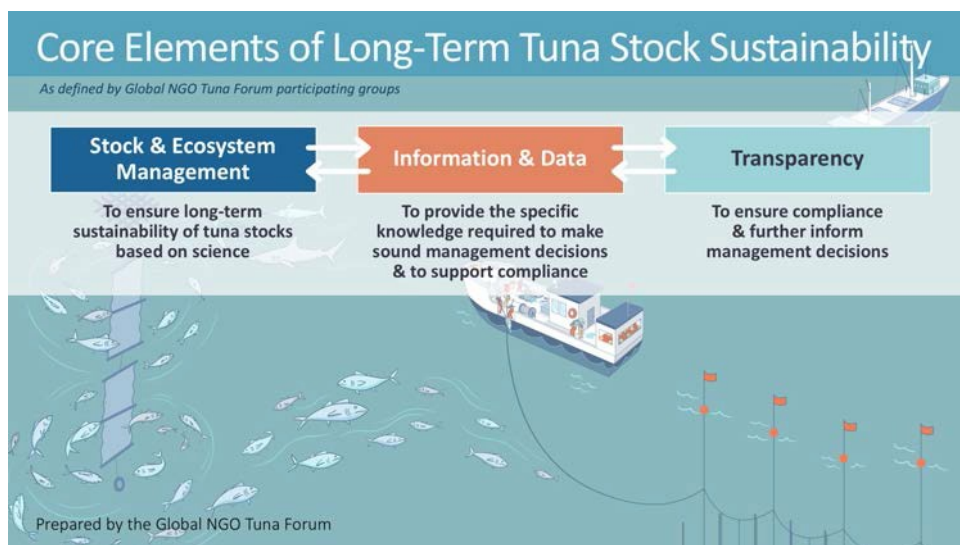 Core Elements of Long-Term Tuna Stock Sustainability
As defined by Global NGO Tuna Forum participating groups
Stock & Ecosystem
Management
To ensure long-term
sustainability of tuna stocks
based on science
Information & Data
To provide the specific
knowledge required to make
sound management decisions
& to support compliance
Transparency
To ensure compliance
& further inform
management decisions
Prepared by the Global NGO Tuna Forum